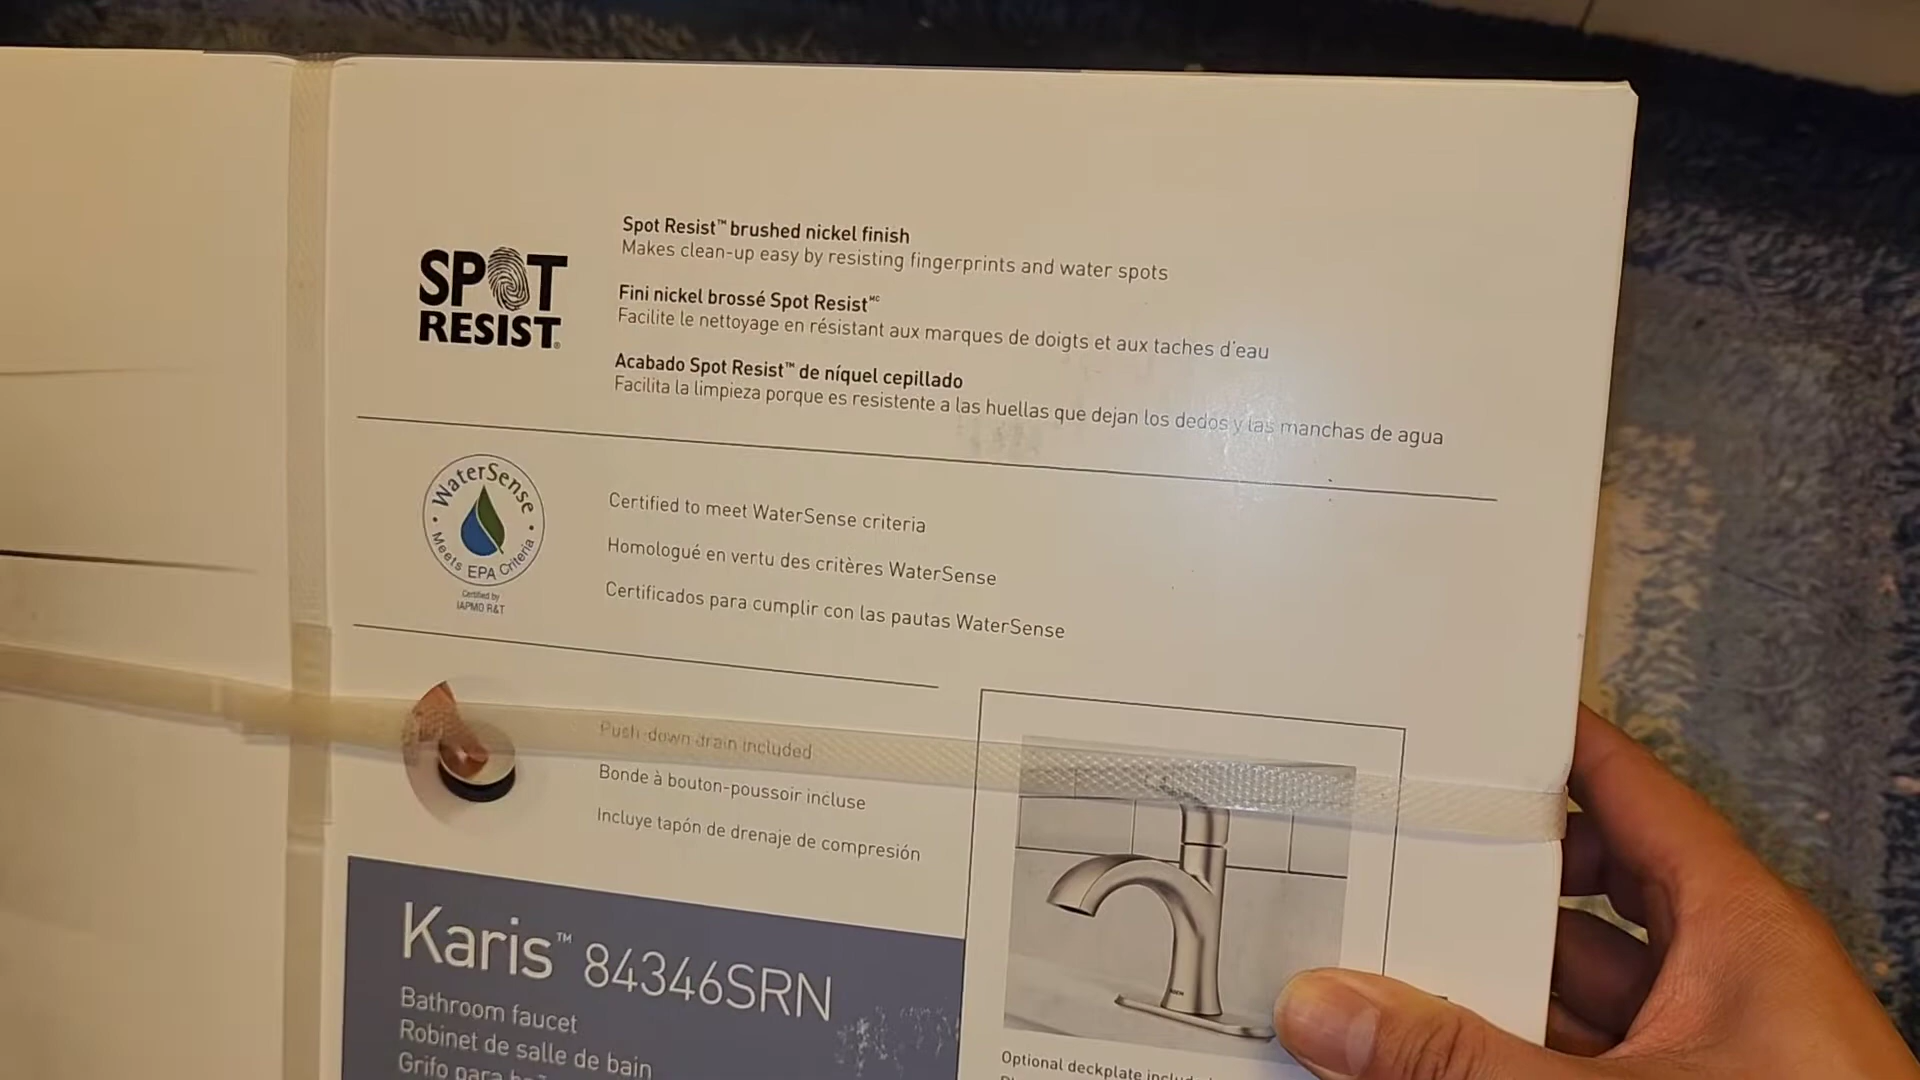 SPOT
RESIST®
Spot Resist™ brushed nickel finish
Makes clean-up easy by resisting fingerprints and water spots
Fini nickel brossé Spot Resist MC
Facilite le nettoyage en résistant aux marques de doigts et aux taches d'eau
Acabado Spot Resist™ de níquel cepillado
Facilita la limpieza porque es resistente a las huellas que dejan los dedos y las manchas de agua
WaterSense
Meets EPA Criteria
Certified by
IAPMO R&T
Certified to meet WaterSense criteria
Homologué en vertu des critères WaterSense
Certificados para cumplir con las pautas WaterSense
Push-down drain included
Bonde à bouton-poussoir incluse
Incluye tapón de drenaje de compresión
Karis™ 84346SRN
Bathroom faucet
Robinet de salle de bain
Grifo para
Optional deckplate